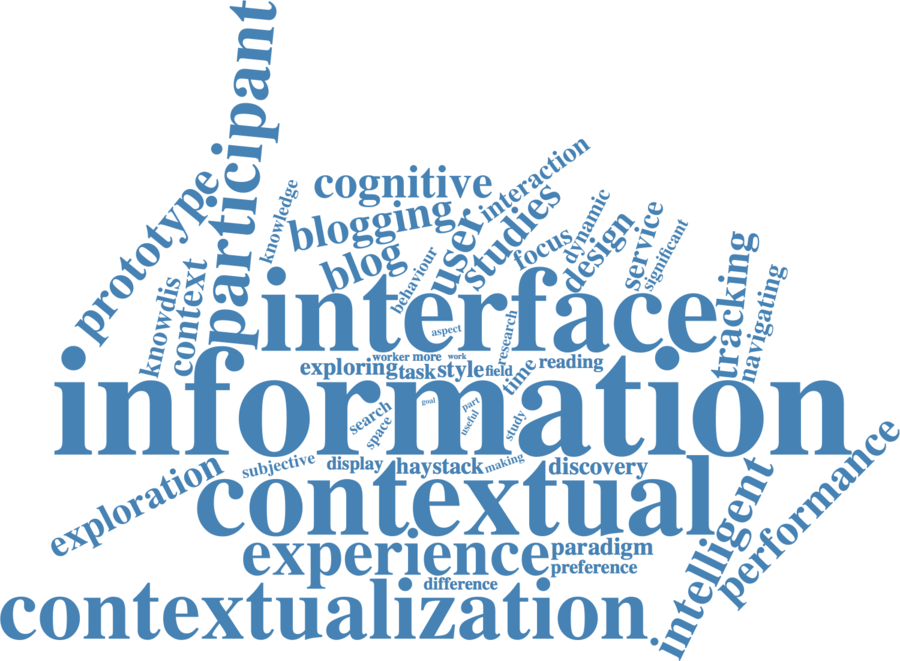 participant
prototype
knowledge
cognitive
interaction
blogging
user
studies
dynamic
blog
behaviour
focus
design
service
significant
tracking
navigating
knowdis
context
interface
aspect
research
worker
more
work
exploring
task
style
field
time
reading
information
search
space
goal
part
useful
study
exploration
subjective
display
haystack
making
discovery
contextual
intelligent
performance
experience
paradigm
preference
difference
contextualization